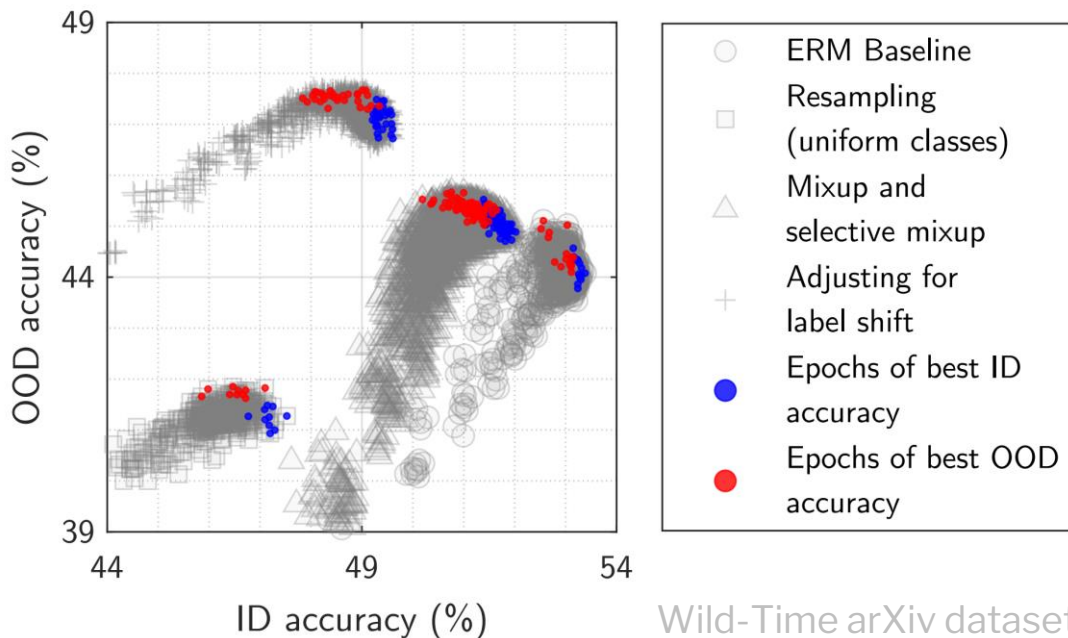 49
44
39
OOD accuracy (%)
44
49
54
ID accuracy (%)
ERM Baseline
Resampling
(uniform classes)
Mixup and
selective mixup
Adjusting for
label shift
Epochs of best ID
accuracy
Epochs of best OOD
accuracy
Wild-Time arXiv dataset